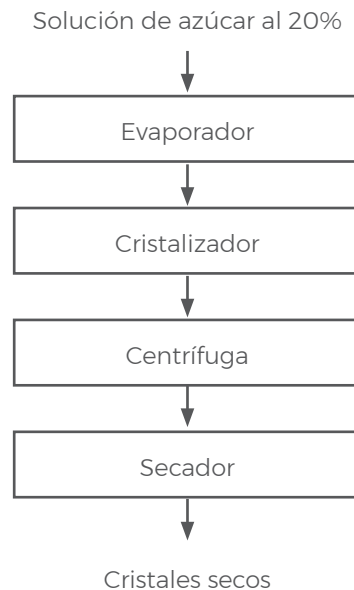 Solución de azúcar al 20%
Evaporador
Cristalizador
Centrífuga
Secador
Cristales secos